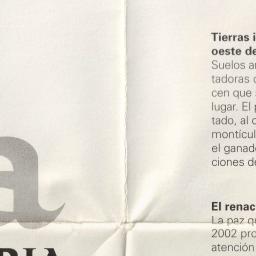 a
RIA
Tierras i
oeste de
Suelos ar
tadoras d
cen que s
lugar. El p
tado, al c
montícul
el ganad
ciones de
El renac
La paz qu
2002 pro
atención